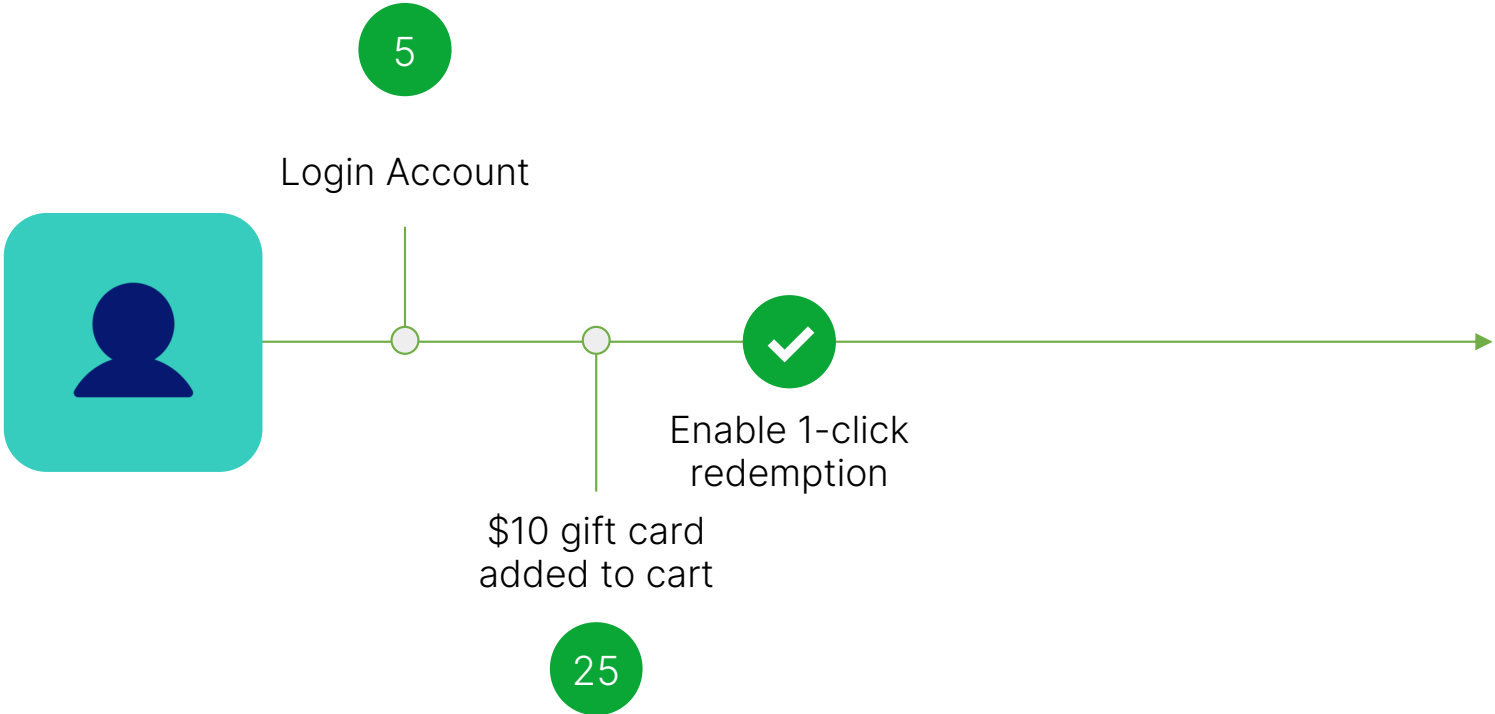 5
Login Account
Enable 1-click
redemption
$10 gift card
added to cart
25